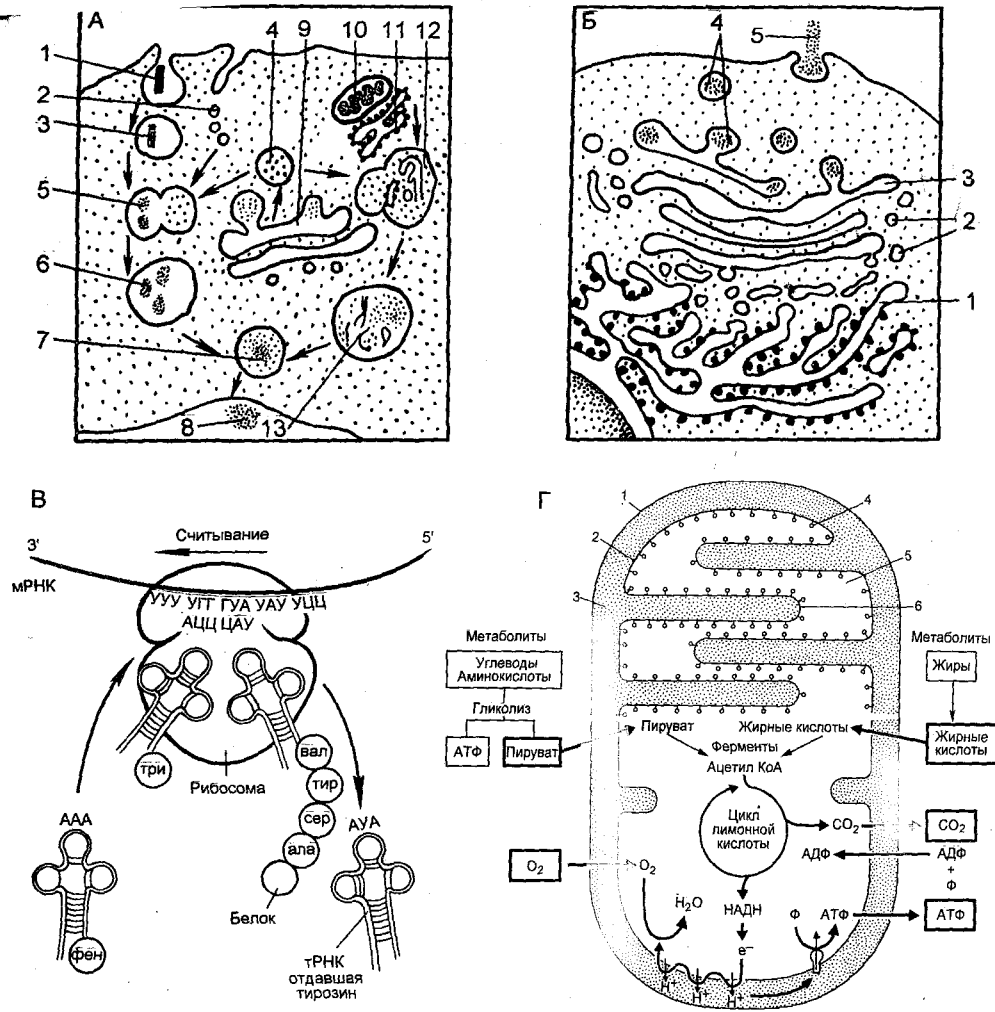 А
1
2
3
4
9
10
11
12
5
6
7
8
13
Б
4
5
3
2
1
В
Считывание
3'
5'
мРНК
УУУ УГГ ГУА УАУ УЦЦ
АЦЦ ЦАУ
три
Рибосома
вал
тир
сер
ала
Белок
ААА
фен
АУА
тРНК
отдавшая
тирозин
Г
1
2
3
4
5
6
Метаболиты
Углеводы
Аминокислоты
Гликолиз
АТФ
Пируват
Пируват
Жирные кислоты
Ферменты
Ацетил КоА
Метаболиты
Жиры
Жирные
кислоты
Цикл
лимонной
кислоты
CO₂
CO₂
АДФ
АДФ
+
Ф
АТФ
O₂
O₂
H₂O
НАДН
e⁻
Ф
АТФ
H⁺
H⁺
H⁺